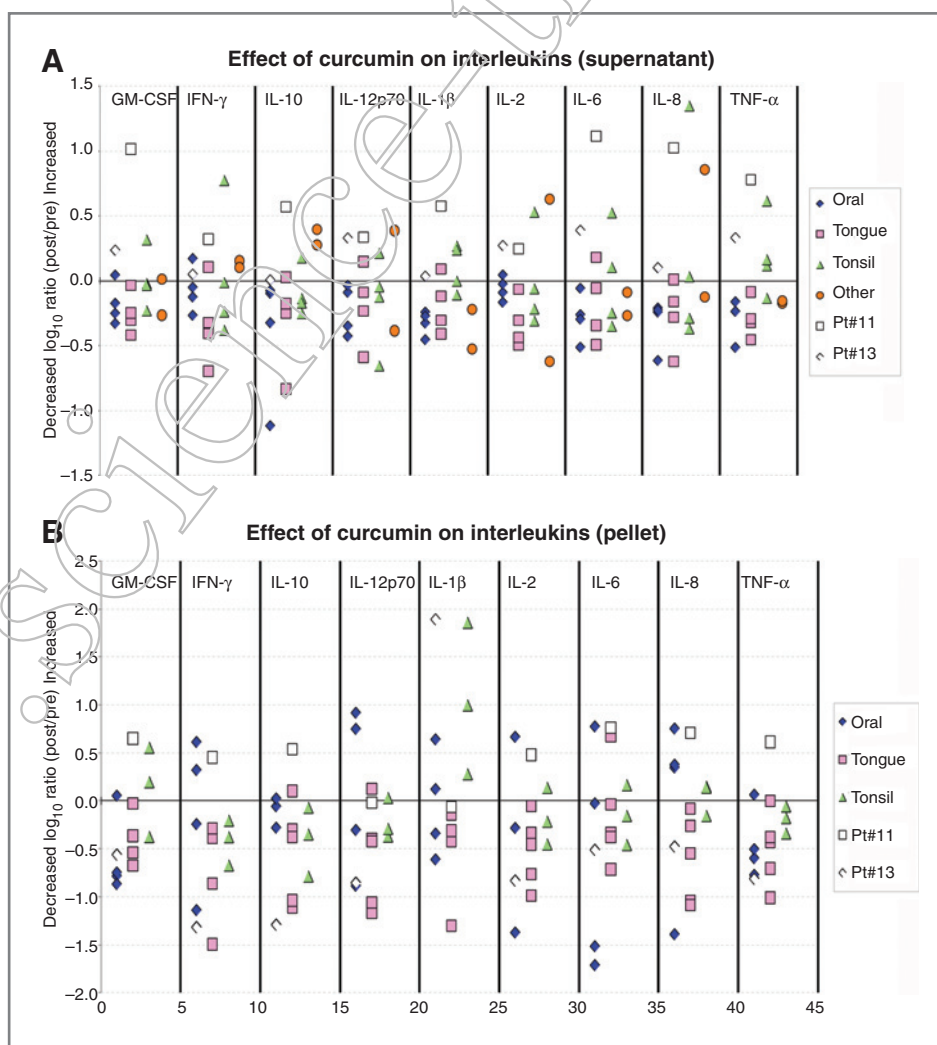 A
Effect of curcumin on interleukins (supernatant)
Decreased log10 ratio (post/pre) Increased
1.5
1.0
0.5
0.0
−0.5
−1.0
−1.5
GM-CSF IFN-γ IL-10 IL-12p70 IL-1β IL-2 IL-6 IL-8 TNF-α
Oral
Tongue
Tonsil
Other
Pt#11
Pt#13
B
Effect of curcumin on interleukins (pellet)
Decreased log10 ratio (post/pre) Increased
2.5
2.0
1.5
1.0
0.5
0.0
−0.5
−1.0
−1.5
−2.0
GM-CSF IFN-γ IL-10 IL-12p70 IL-1β IL-2 IL-6 IL-8 TNF-α
0 5 10 15 20 25 30 35 40 45
Oral
Tongue
Tonsil
Pt#11
Pt#13
iscience-